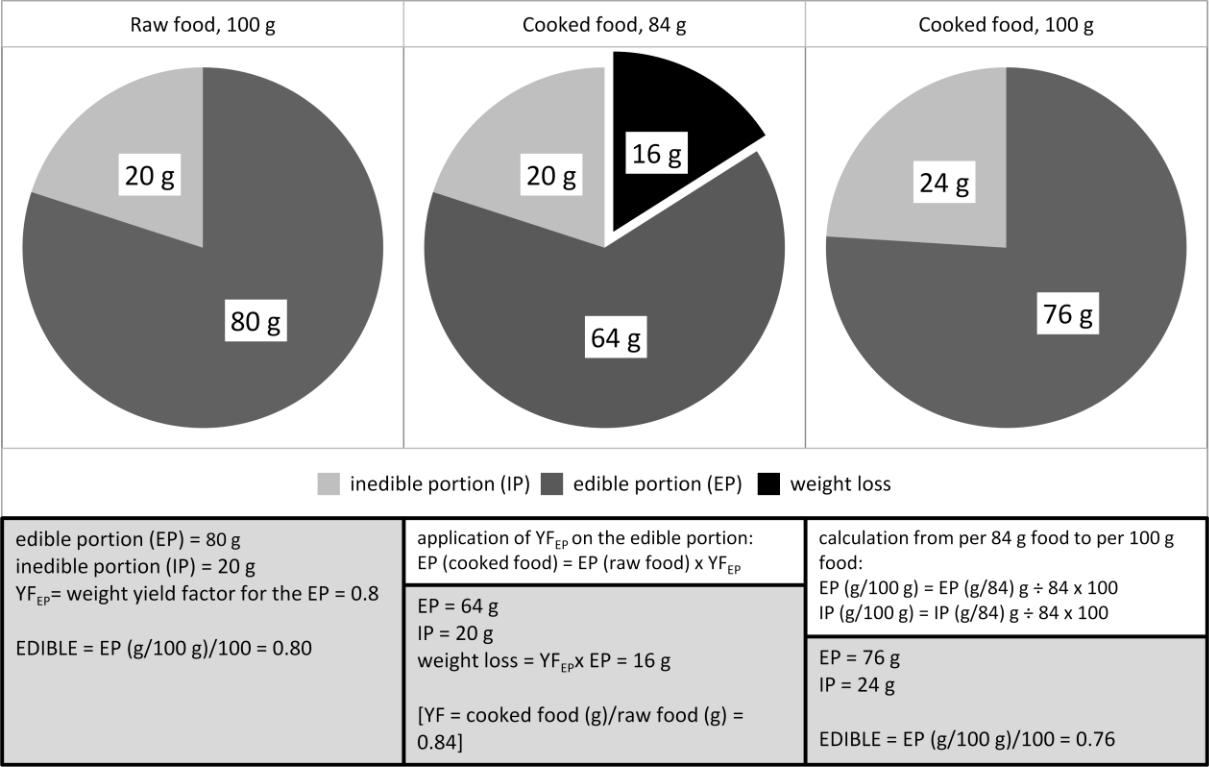 Raw food, 100 g
Cooked food, 84 g
Cooked food, 100 g
20 g
80 g
20 g
16 g
64 g
24 g
76 g
inedible portion (IP)
edible portion (EP)
weight loss
edible portion (EP) = 80 g
inedible portion (IP) = 20 g
YFEP= weight yield factor for the EP = 0.8
EDIBLE = EP (g/100 g)/100 = 0.80
application of YFEP on the edible portion:
EP (cooked food) = EP (raw food) x YFEP
EP = 64 g
IP = 20 g
weight loss = YFEPx EP = 16 g
[YF = cooked food (g)/raw food (g) =
0.84]
calculation from per 84 g food to per 100 g
food:
EP (g/100 g) = EP (g/84) g ÷ 84 x 100
IP (g/100 g) = IP (g/84) g ÷ 84 x 100
EP = 76 g
IP = 24 g
EDIBLE = EP (g/100 g)/100 = 0.76